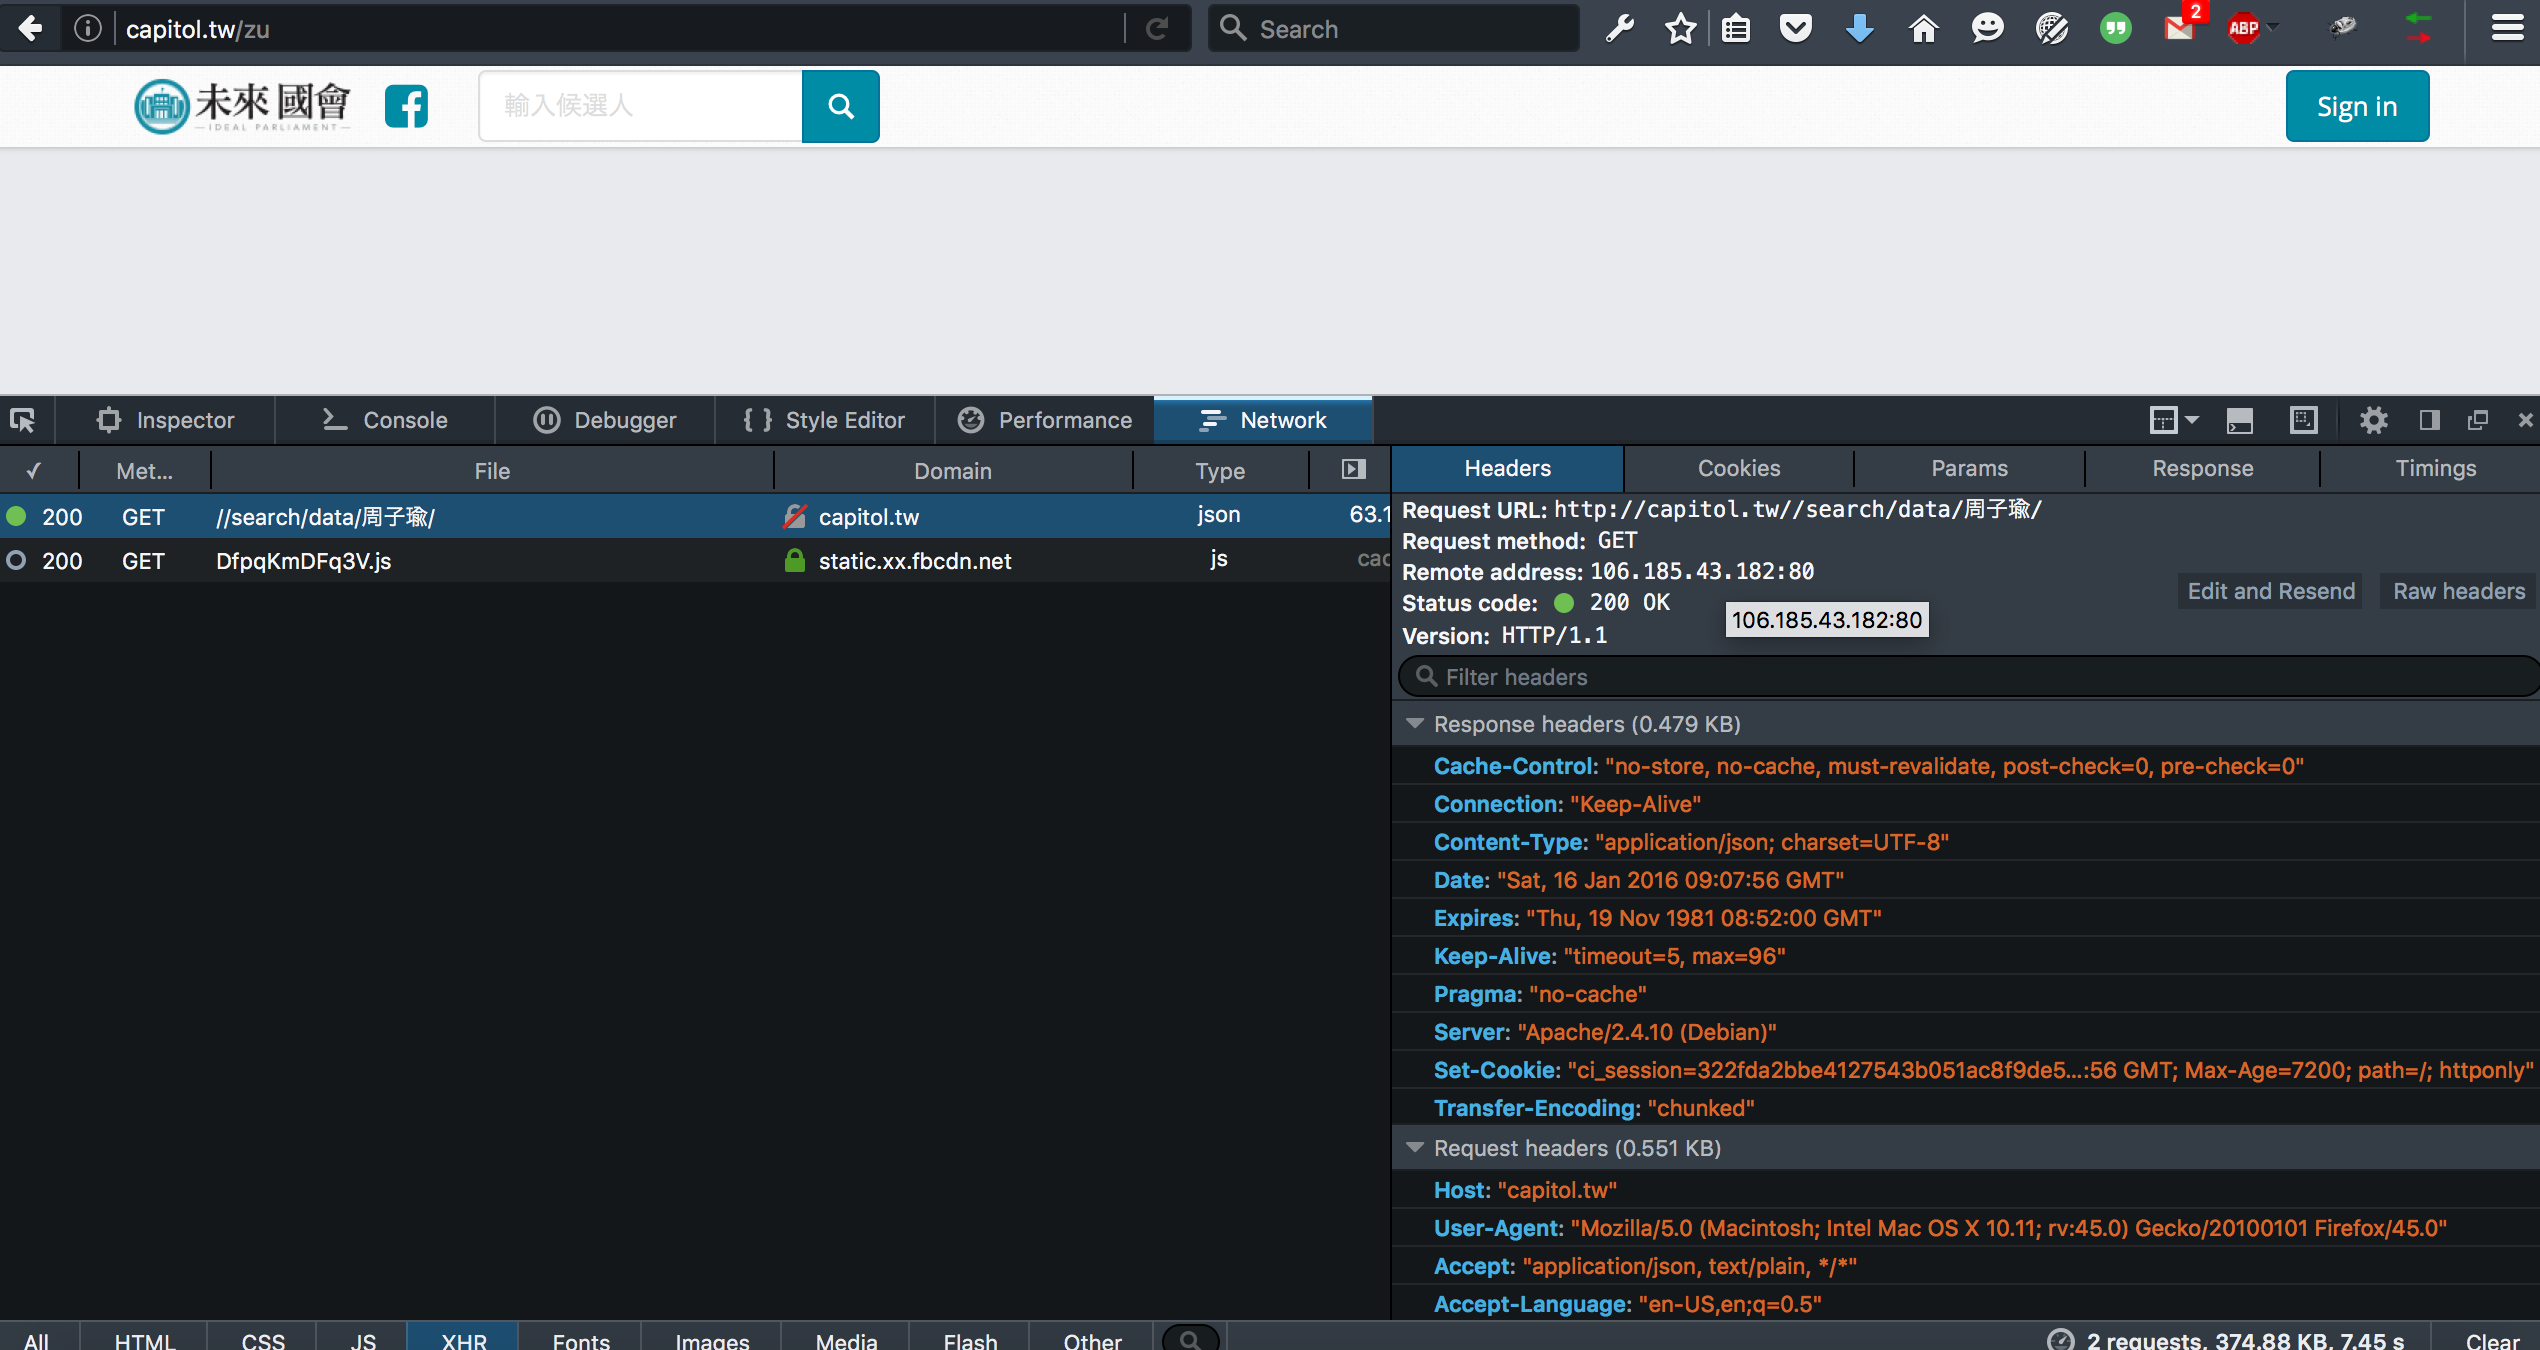 capitol.tw/zu
Search
2
ABP
未來國會
IDEAL PARLIAMENT
輸入候選人
Sign in
Inspector
Console
Debugger
Style Editor
Performance
Network
✓ Met... File Domain Type
200 GET //search/data/周子瑜/ capitol.tw json 63.1
200 GET DfpqKmDFq3V.js static.xx.fbcdn.net js cac
Headers Cookies Params Response Timings
Request URL: http://capitol.tw//search/data/周子瑜/
Request method: GET
Remote address: 106.185.43.182:80
Edit and Resend Raw headers
Status code: 200 OK
106.185.43.182:80
Version: HTTP/1.1
Filter headers
Response headers (0.479 KB)
Cache-Control: "no-store, no-cache, must-revalidate, post-check=0, pre-check=0"
Connection: "Keep-Alive"
Content-Type: "application/json; charset=UTF-8"
Date: "Sat, 16 Jan 2016 09:07:56 GMT"
Expires: "Thu, 19 Nov 1981 08:52:00 GMT"
Keep-Alive: "timeout=5, max=96"
Pragma: "no-cache"
Server: "Apache/2.4.10 (Debian)"
Set-Cookie: "ci_session=322fda2bbe4127543b051ac8f9de5...:56 GMT; Max-Age=7200; path=/; httponly"
Transfer-Encoding: "chunked"
Request headers (0.551 KB)
Host: "capitol.tw"
User-Agent: "Mozilla/5.0 (Macintosh; Intel Mac OS X 10.11; rv:45.0) Gecko/20100101 Firefox/45.0"
Accept: "application/json, text/plain, */*"
Accept-Language: "en-US,en;q=0.5"
All HTML CSS JS XHR Fonts Images Media Flash Other
2 requests, 374.88 KB, 7.45 s Clear